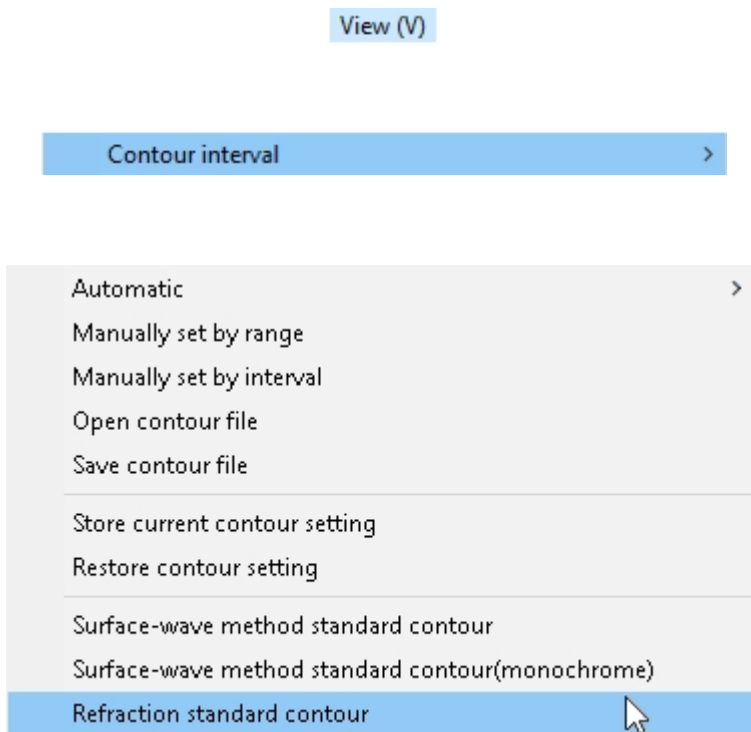 View (V)
Contour interval
Automatic
Manually set by range
Manually set by interval
Open contour file
Save contour file
Store current contour setting
Restore contour setting
Surface-wave method standard contour
Surface-wave method standard contour(monochrome)
Refraction standard contour